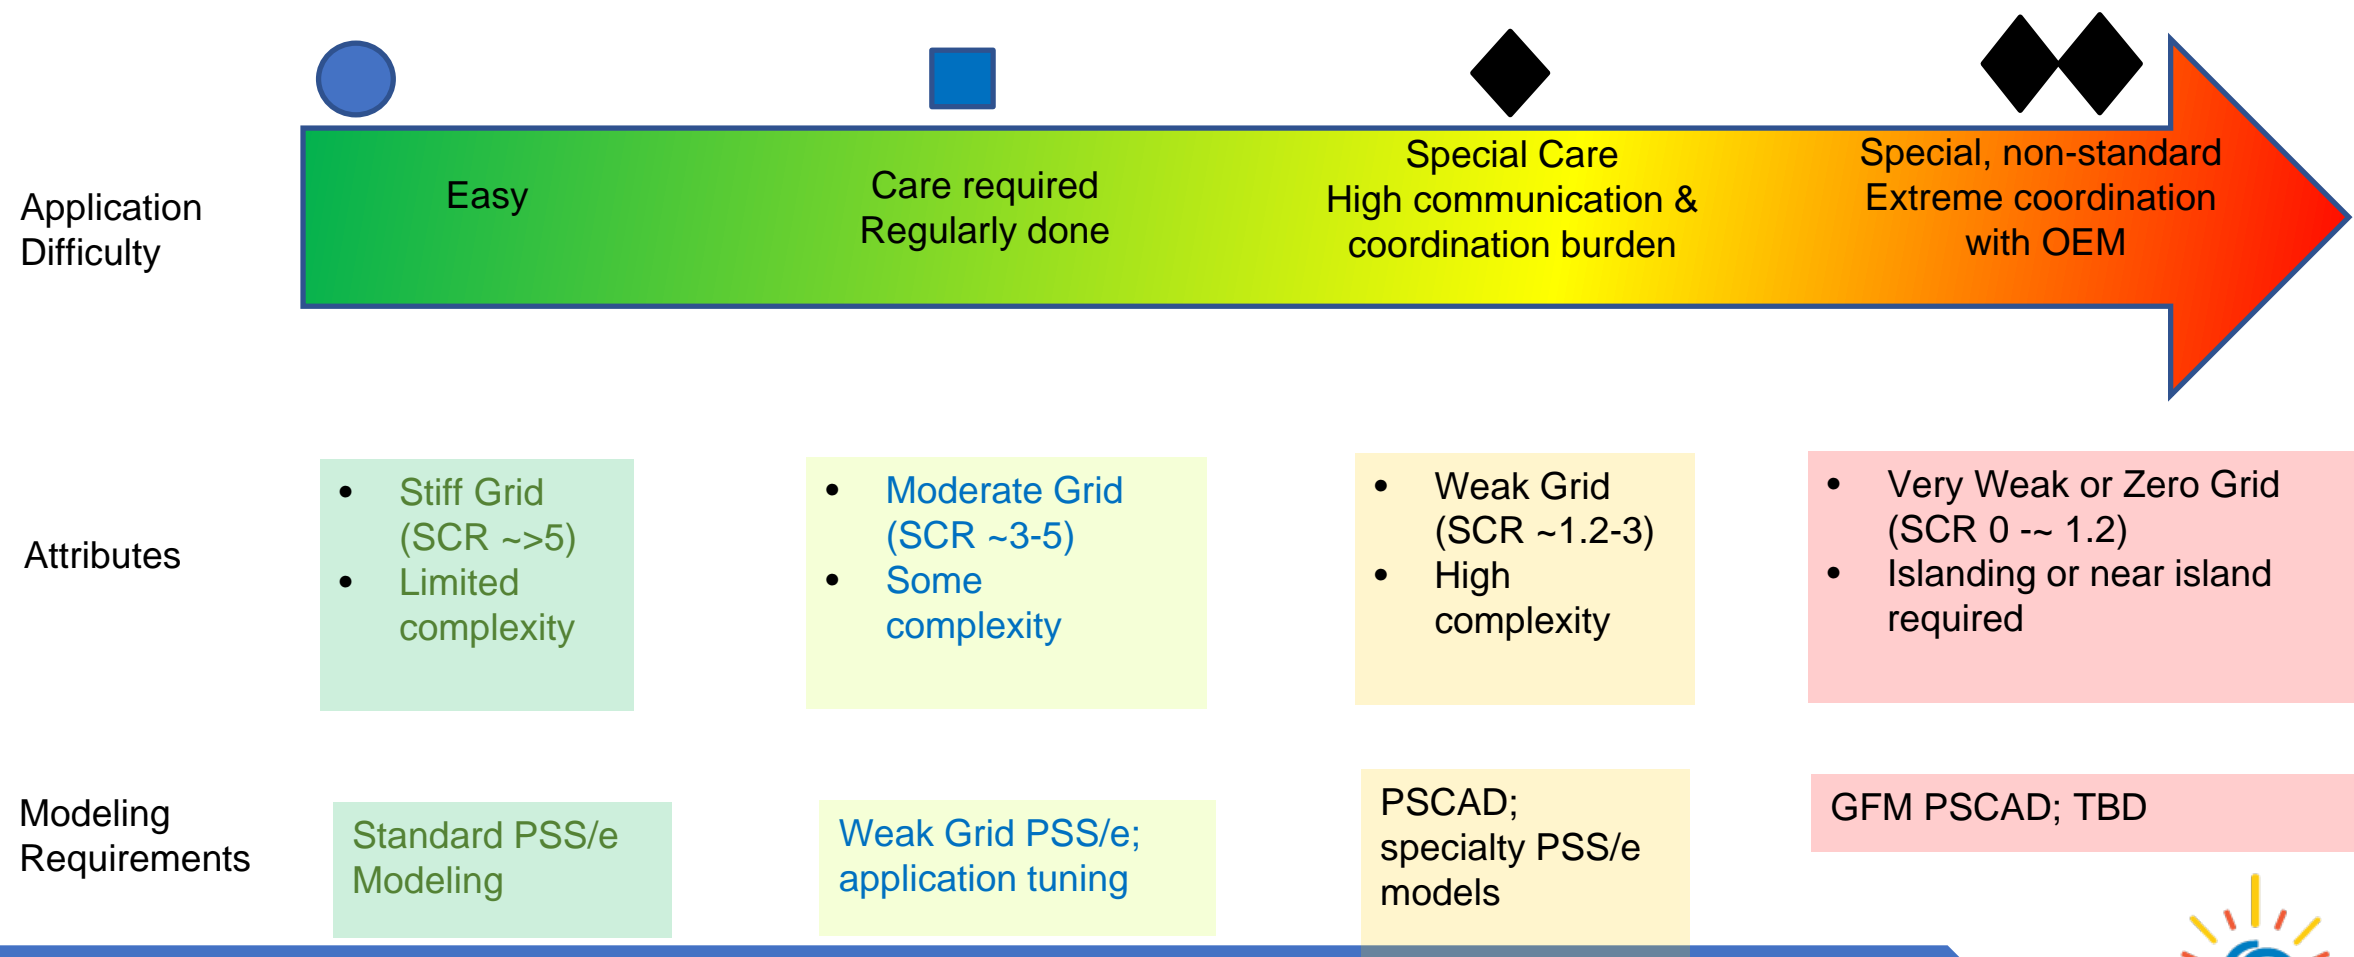 Application
Difficulty
Easy
Care required
Regularly done
Special Care
High communication &
coordination burden
Special, non-standard
Extreme coordination
with OEM
Attributes
• Stiff Grid
(SCR ~>5)
• Limited
complexity
• Moderate Grid
(SCR ~3-5)
• Some
complexity
• Weak Grid
(SCR ~1.2-3)
• High
complexity
• Very Weak or Zero Grid
(SCR 0 -~ 1.2)
• Islanding or near island
required
Modeling
Requirements
Standard PSS/e
Modeling
Weak Grid PSS/e;
application tuning
PSCAD;
specialty PSS/e
models
GFM PSCAD; TBD